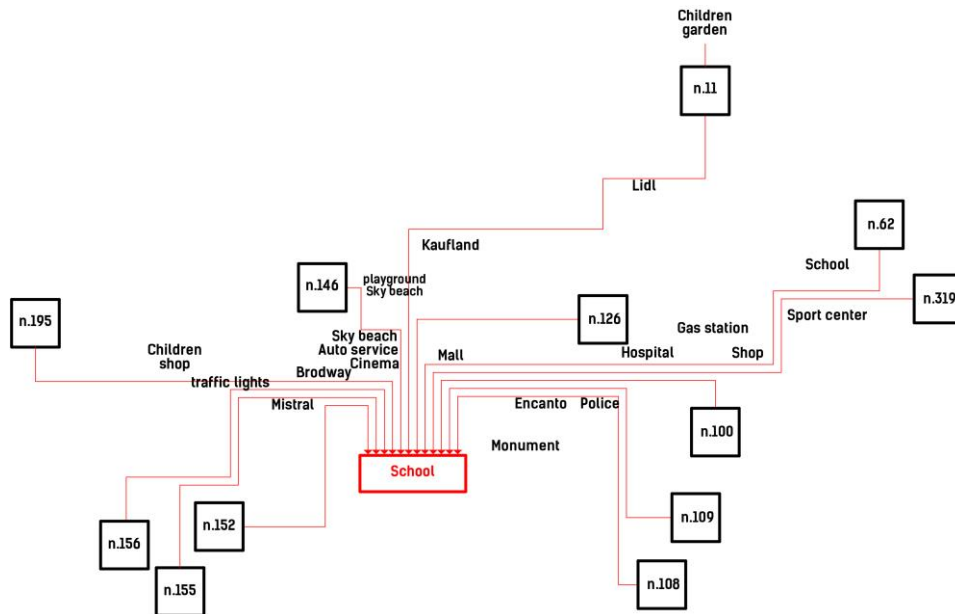 Children
garden
n.11
Lidl
n.62
Kaufland
School
n.146
playground
Sky beach
n.319
n.195
n.126
Sport center
Gas station
Sky beach
Auto service
Cinema
Children
shop
Mall
Hospital
Shop
Brodway
traffic lights
Mistral
Encanto
Police
n.100
Monument
School
n.109
n.152
n.156
n.155
n.108